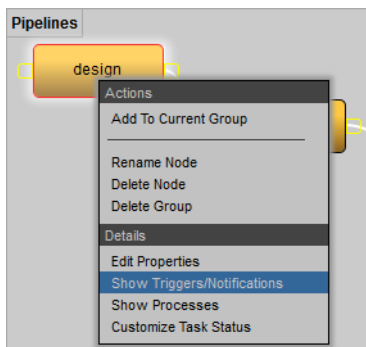 Pipelines
design
Actions
Add To Current Group
Rename Node
Delete Node
Delete Group
Details
Edit Properties
Show Triggers/Notifications
Show Processes
Customize Task Status